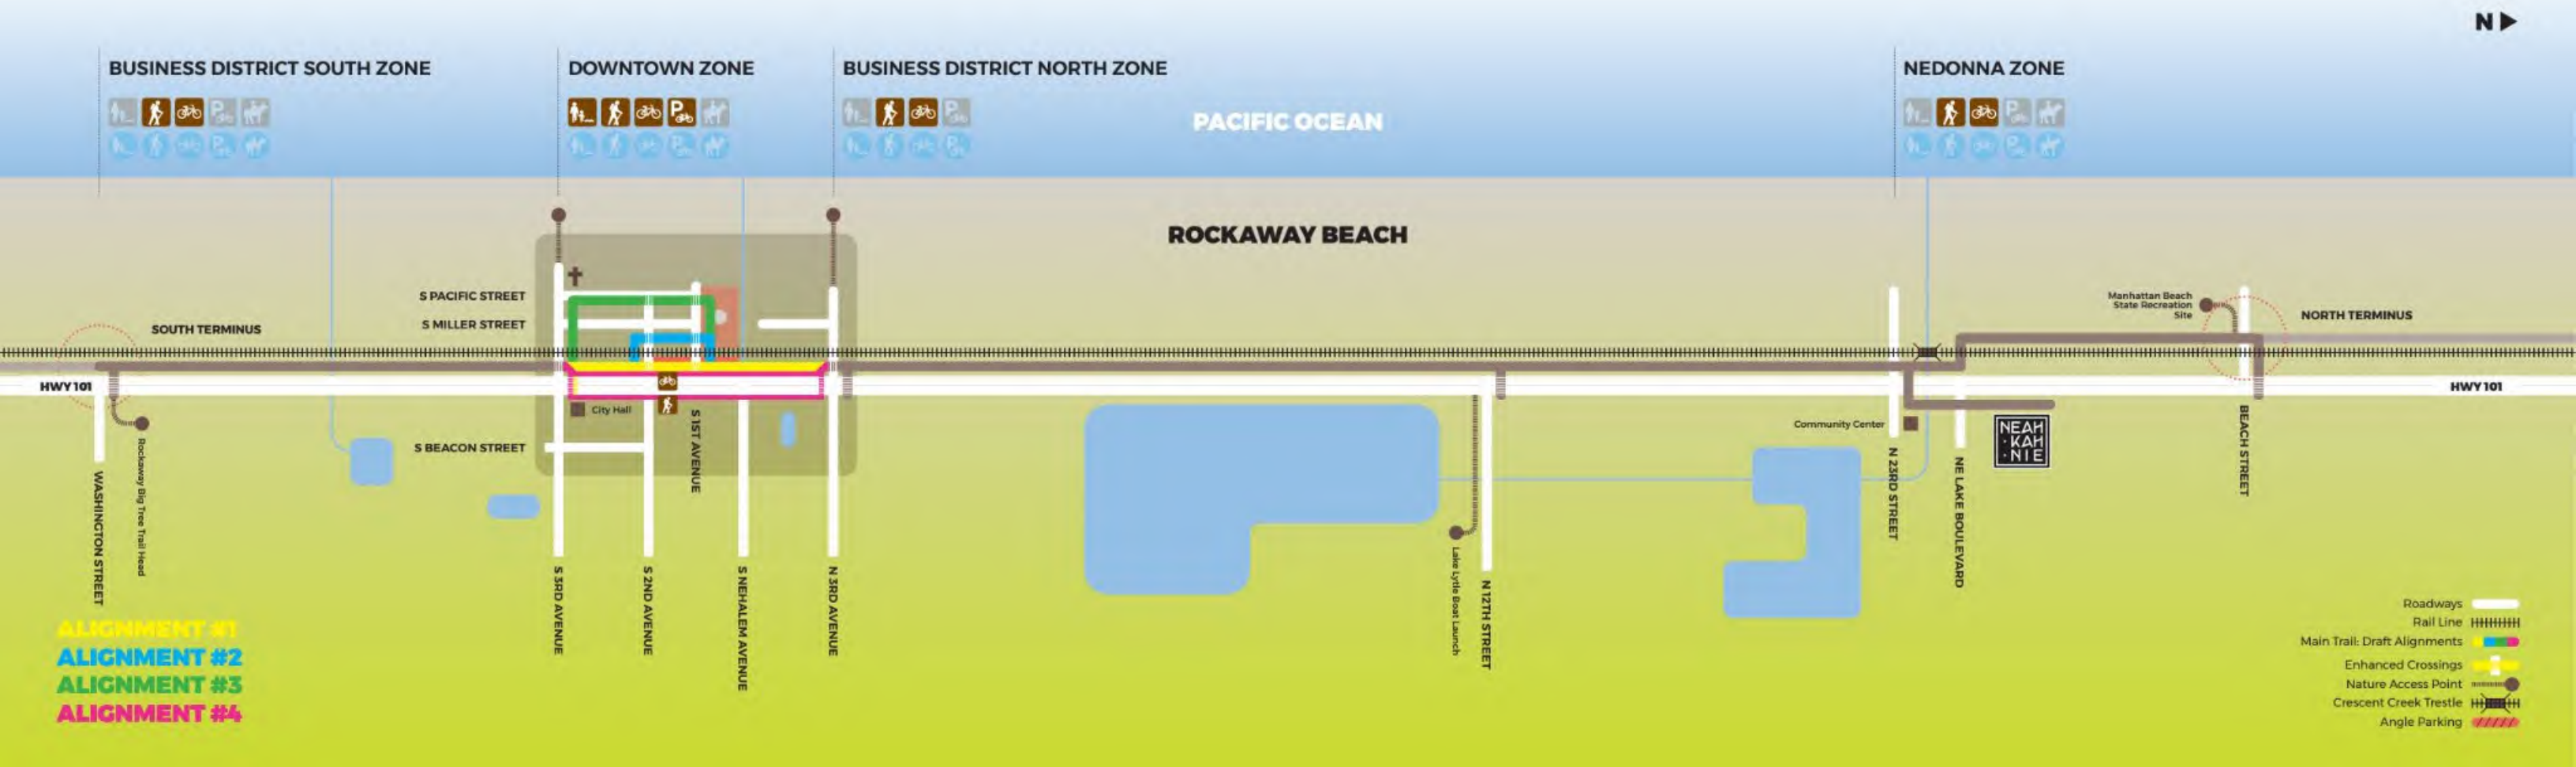 N
BUSINESS DISTRICT SOUTH ZONE
DOWNTOWN ZONE
BUSINESS DISTRICT NORTH ZONE
NEDONNA ZONE
P
P
P
P
P
P
P
P
PACIFIC OCEAN
ROCKAWAY BEACH
S PACIFIC STREET
S MILLER STREET
SOUTH TERMINUS
Manhattan Beach
State Recreation
Site
NORTH TERMINUS
HWY 101
HWY 101
City Hall
S BEACON STREET
S 1ST AVENUE
Community Center
NEAH
·KAH
·NIE
BEACH STREET
Rockaway Big Tree Trail Head
WASHINGTON STREET
S 3RD AVENUE
S 2ND AVENUE
S NEHALEM AVENUE
N 3RD AVENUE
Lake Lytle Boat Launch
N 12TH STREET
N 23RD STREET
NE LAKE BOULEVARD
ALIGNMENT #1
ALIGNMENT #2
ALIGNMENT #3
ALIGNMENT #4
Roadways
Rail Line
Main Trail: Draft Alignments
Enhanced Crossings
Nature Access Point
Crescent Creek Trestle
Angle Parking